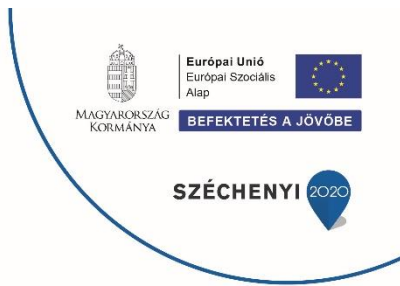 Európai Unió
Európai Szociális
Alap
MAGYARORSZÁG
KORMÁNYA
BEFEKTETÉS A JÖVŐBE
SZÉCHENYI 2020